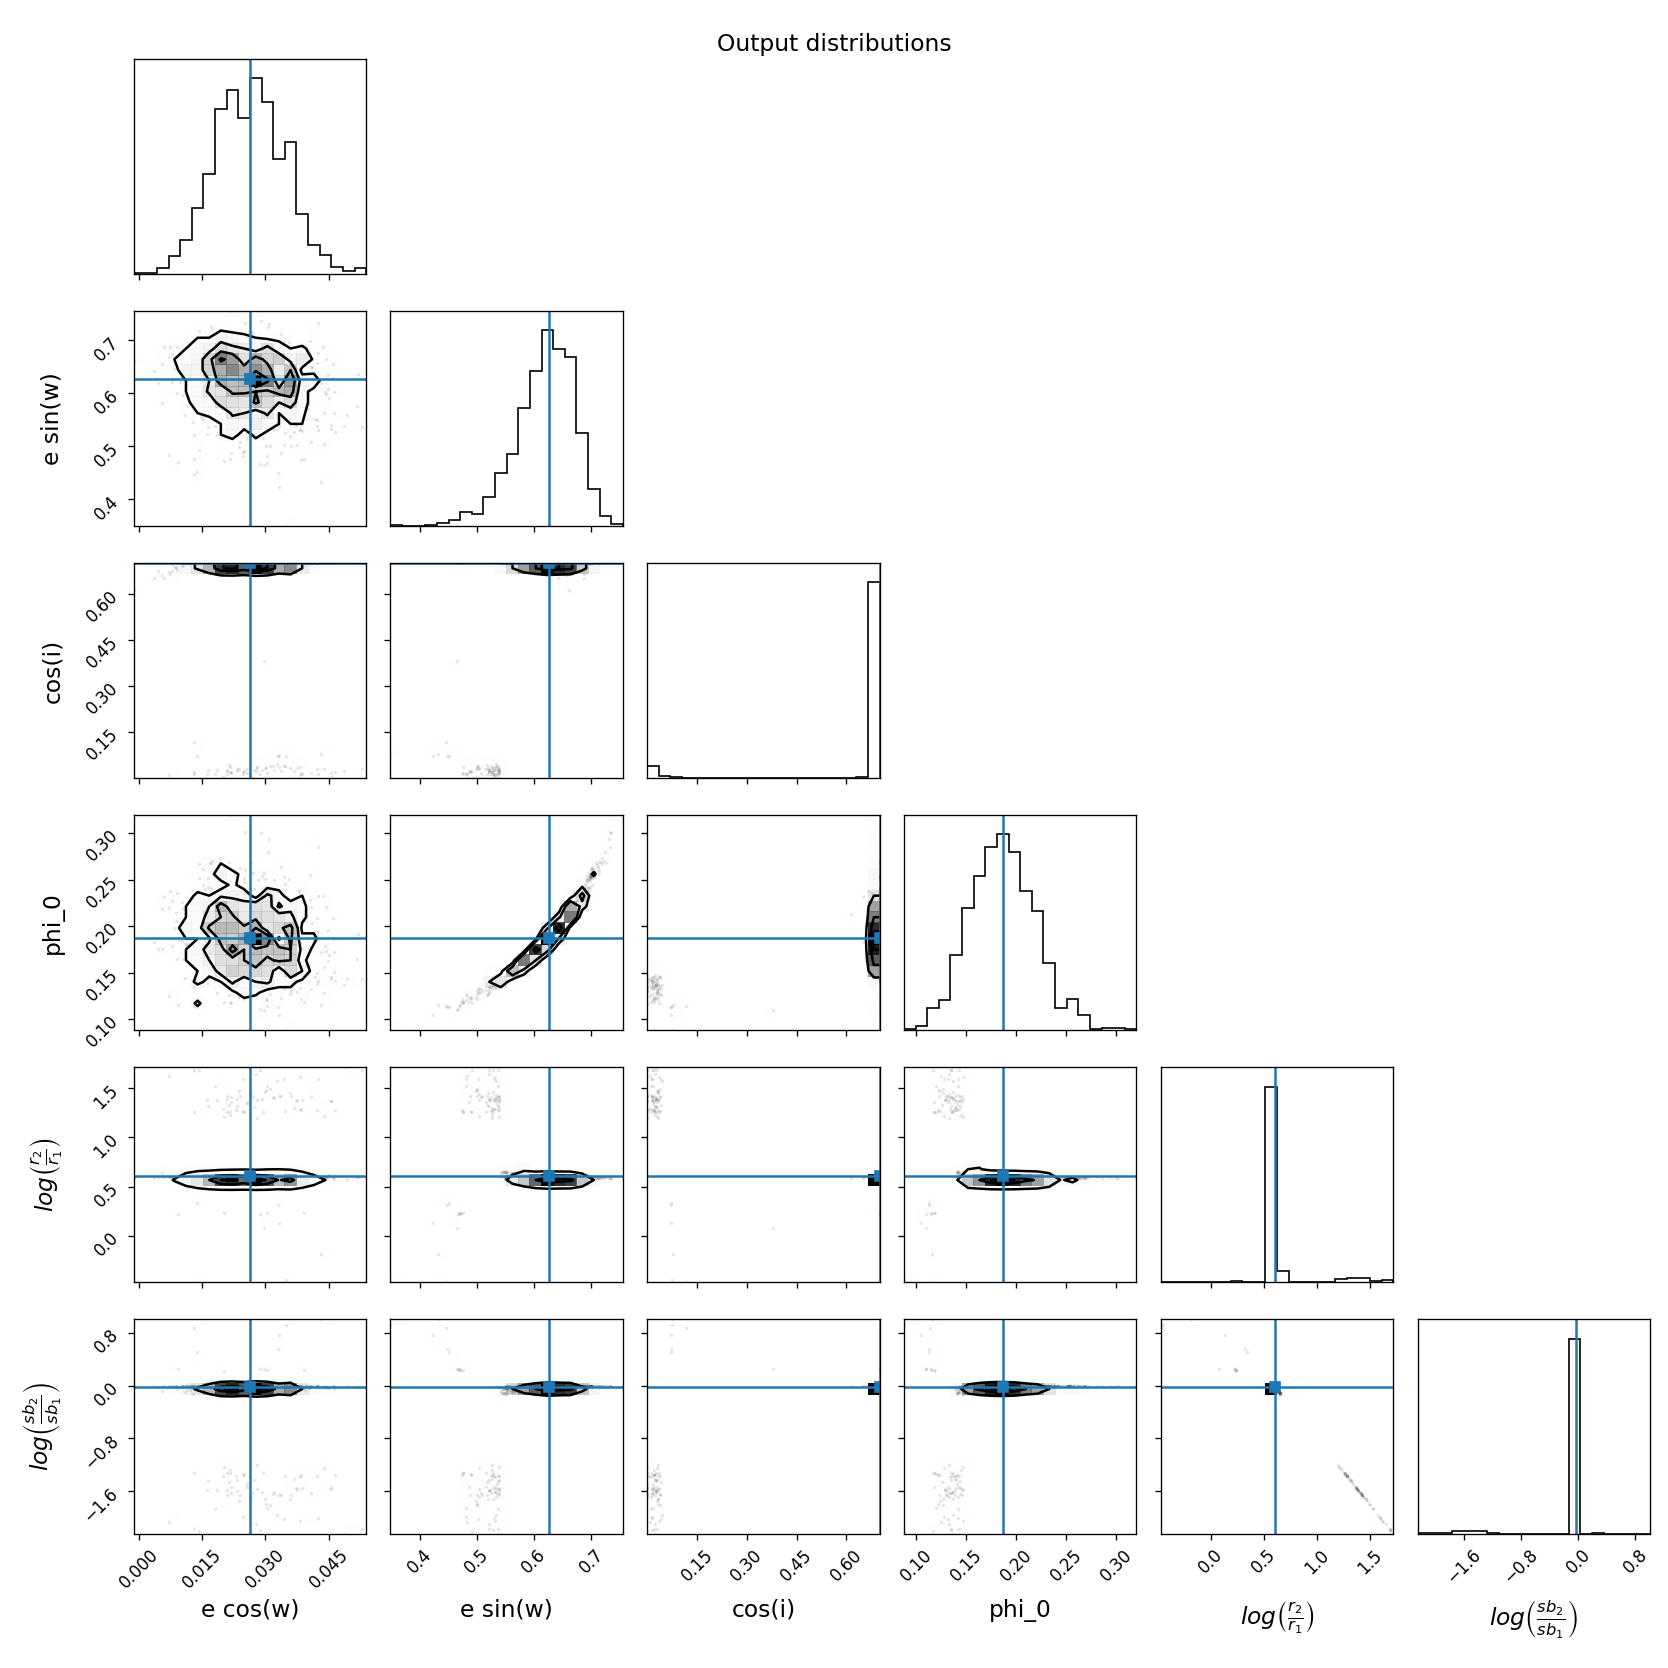 Output distributions
e sin(w)
0.7
0.6
0.5
0.4
cos(i)
0.60
0.45
0.30
0.15
phi_0
0.30
0.25
0.20
0.15
0.10
log(r₂/r₁)
1.5
1.0
0.5
0.0
log(sb₂/sb₁)
0.8
0.0
−0.8
−1.6
0.000 0.015 0.030 0.045
0.4 0.5 0.6 0.7
0.15 0.30 0.45 0.60
0.10 0.15 0.20 0.25 0.30
0.0 0.5 1.0 1.5
−1.6 −0.8 0.0 0.8
e cos(w)
e sin(w)
cos(i)
phi_0
log(r₂/r₁)
log(sb₂/sb₁)